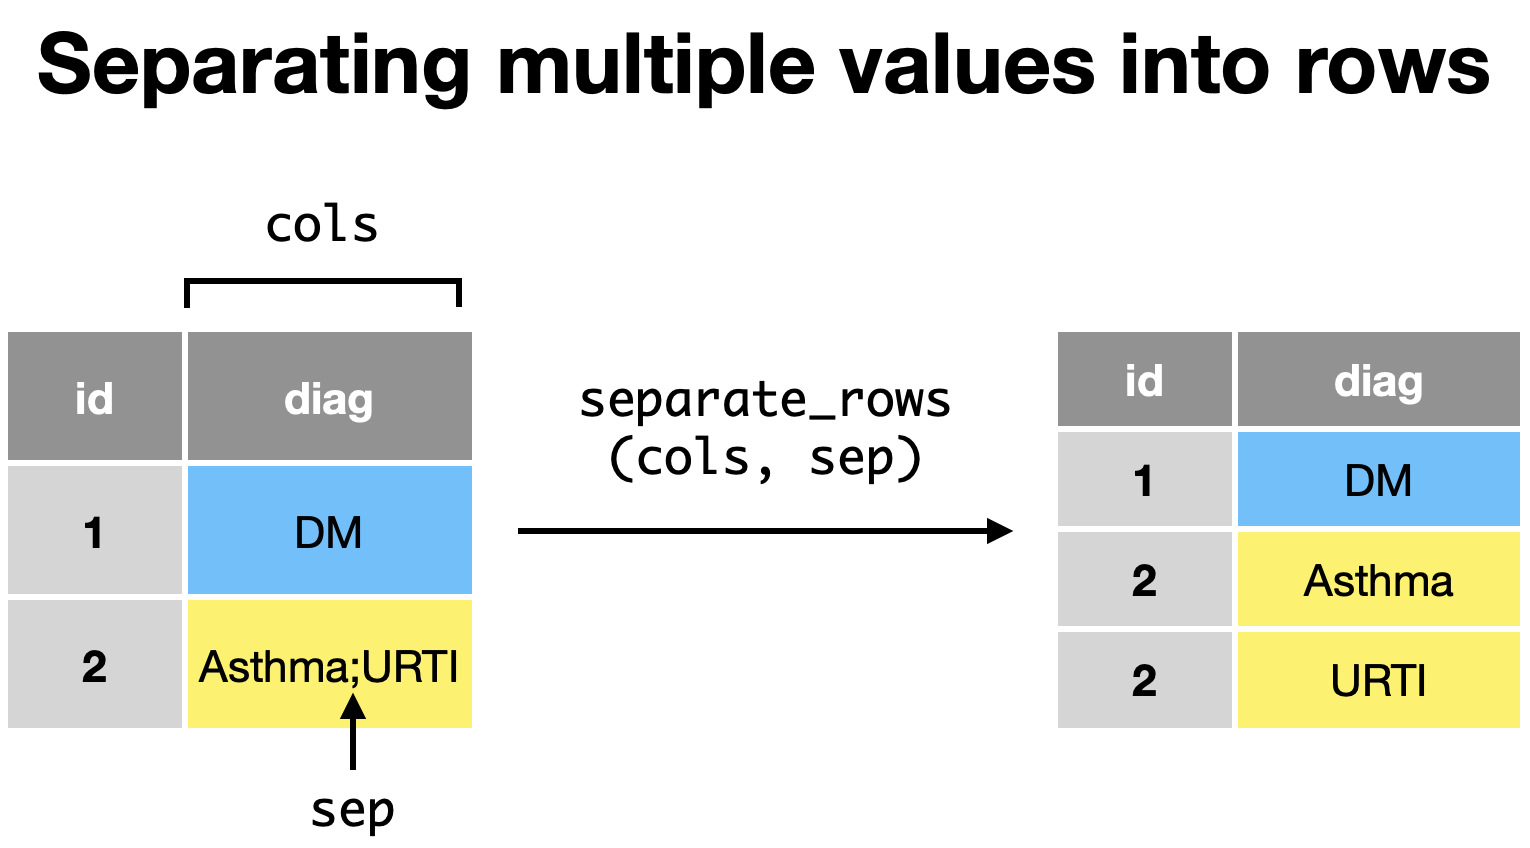 Separating multiple values into rows
cols
id diag
1 DM
2 Asthma;URTI
sep
separate_rows
(cols, sep)
id diag
1 DM
2 Asthma
2 URTI